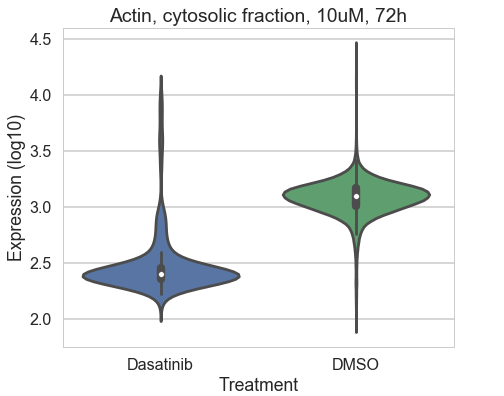 Actin, cytosolic fraction, 10uM, 72h
4.5
4.0
3.5
3.0
2.5
2.0
Expression (log10)
Dasatinib DMSO
Treatment